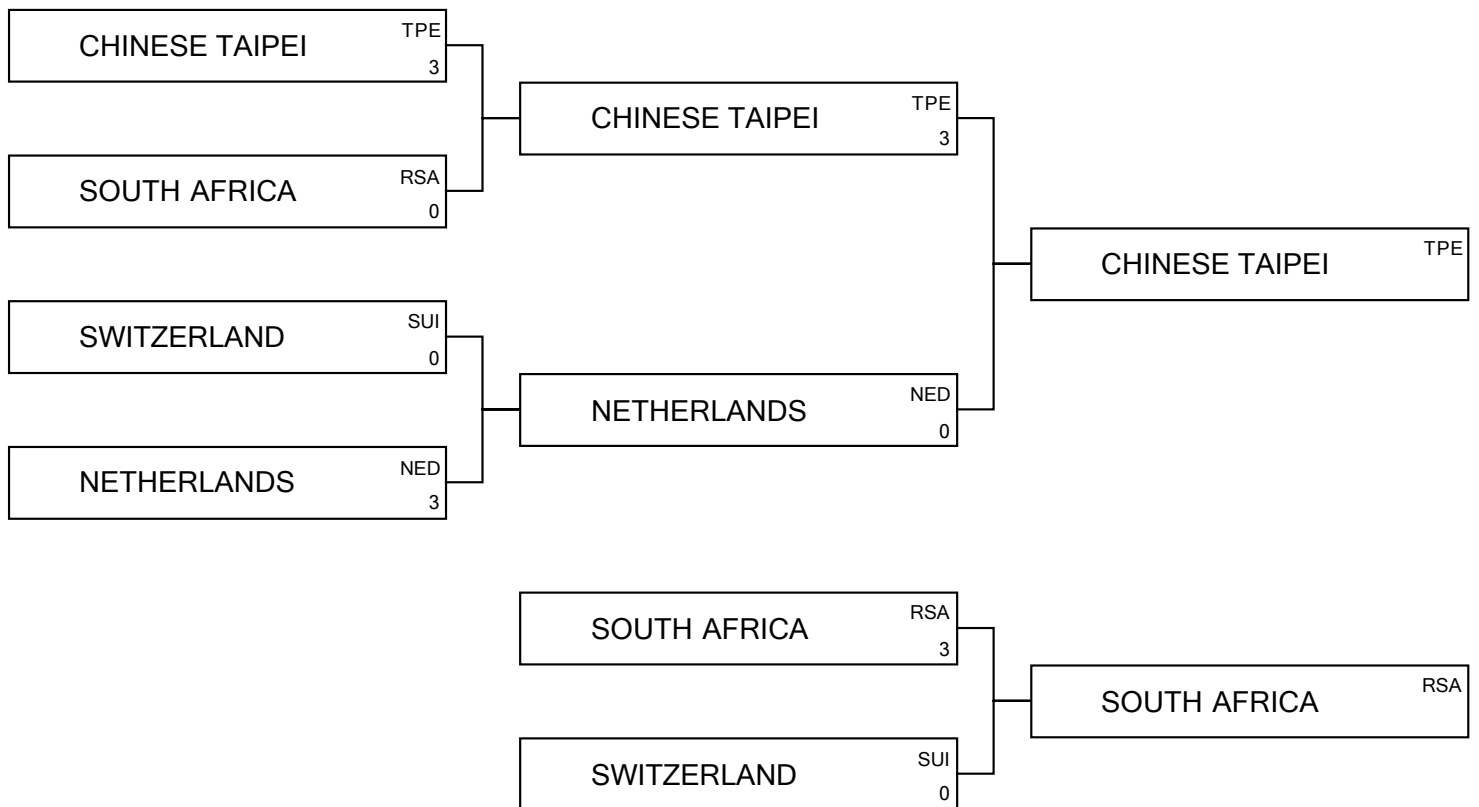 CHINESE TAIPEI TPE
3
SOUTH AFRICA RSA
0
SWITZERLAND SUI
0
NETHERLANDS NED
3
CHINESE TAIPEI TPE
3
NETHERLANDS NED
0
CHINESE TAIPEI TPE
SOUTH AFRICA RSA
3
SWITZERLAND SUI
0
SOUTH AFRICA RSA